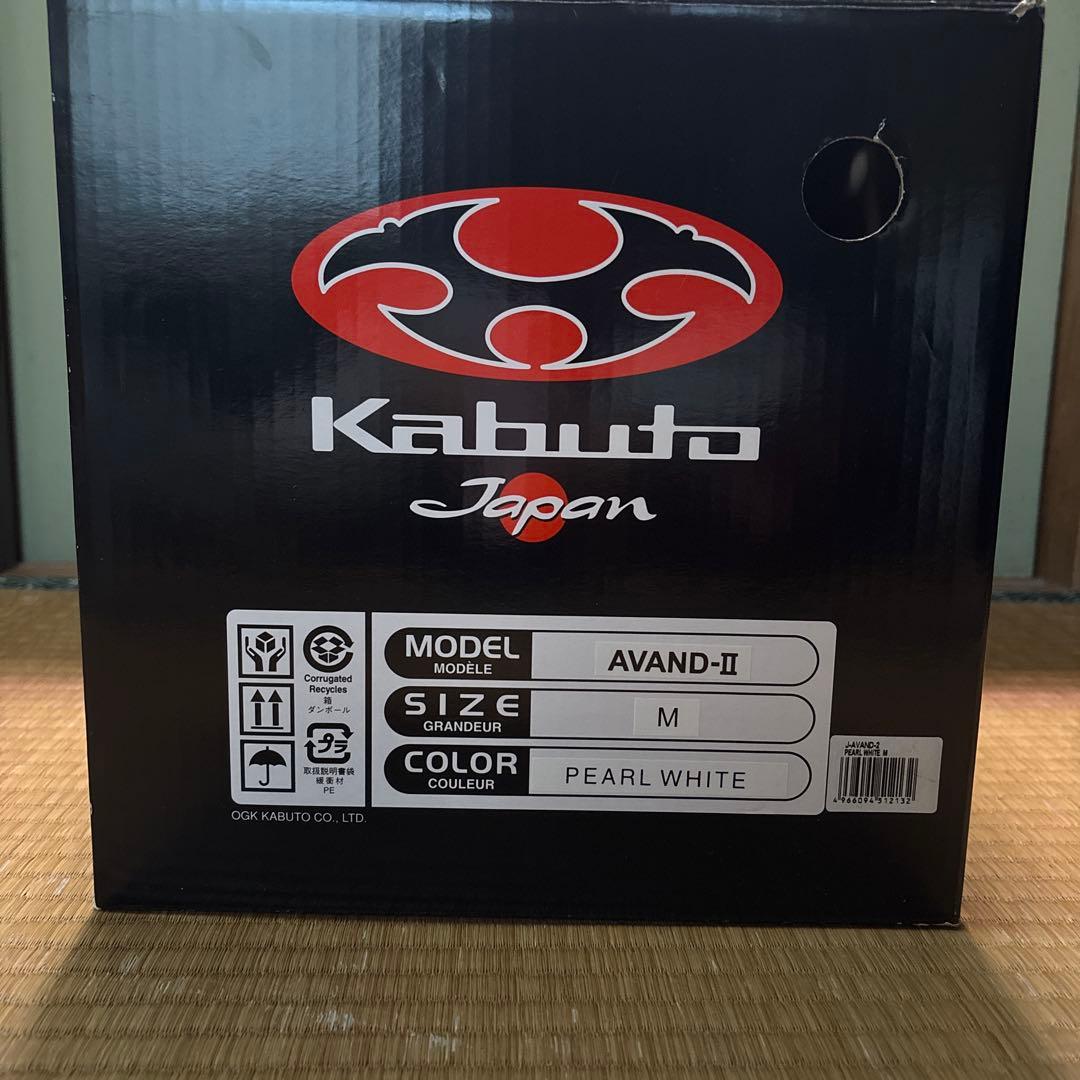 Kabuto
Japan
MODEL
MODÈLE
AVAND-II
SIZE
GRANDEUR
M
COLOR
COULEUR
PEARL WHITE
Corrugated
Recycles
箱
ダンボール
プラ
取扱説明書袋
緩衝材
PE
J-AVAND-2
PEARL WHITE M
4966094512132
OGK KABUTO CO., LTD.